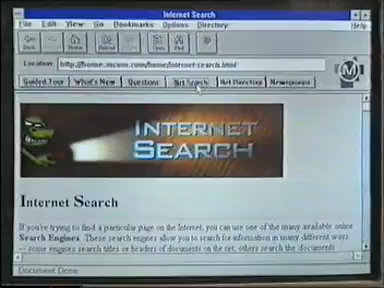 Internet Search
File Edit View Go Bookmarks Options Directory Help
Back Home Reload Open Find
Location: http://home.mcom.com/home/internet-search.html
Guided Tour What's New Questions Net Search Net Directory Newsgroups
M
INTERNET
SEARCH
Internet Search
If you're trying to find a particular page on the Internet, you can use one of the many available online
Search Engines. These search engines allow you to search for information in many different ways
-- some engines search titles or headers of documents on the net, others search the documents
Document Done